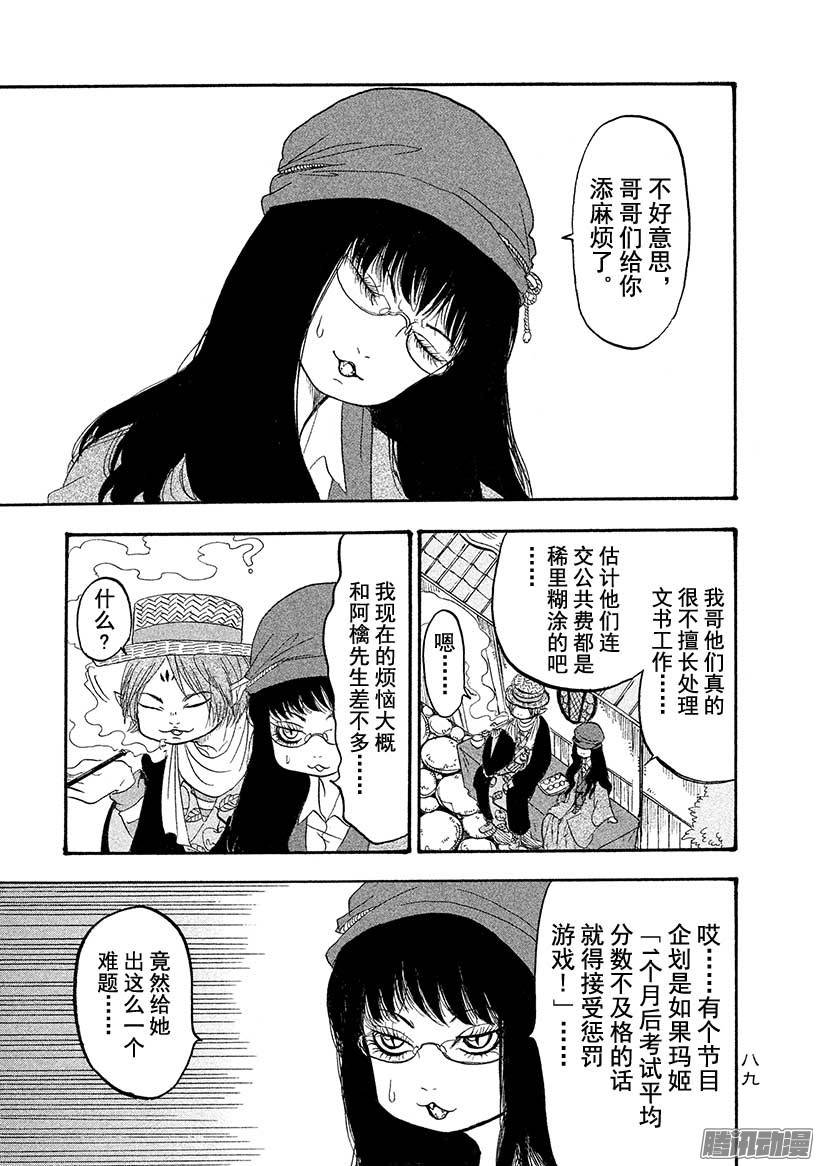 不好意思，
哥哥们给你
添麻烦了。
我哥他们真的
很不擅长处理
文书工作……
估计他们连
交公共费都是
稀里糊涂的吧
……
嗯……
我现在的烦恼大概
和阿檎先生差不多……
什么？
哎……有个节目
企划是如果玛姬
「1个月后考试平均
分数不及格的话
就得接受惩罚
游戏！」……
竟然给她
出这么一个
难题……
八九
腾讯动漫